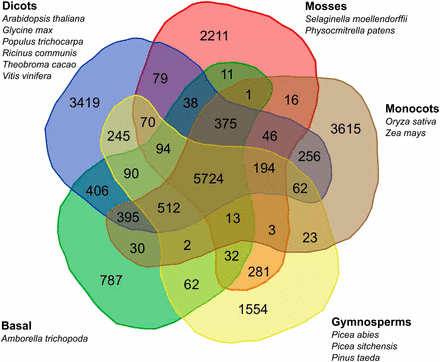 Dicots
Arabidopsis thaliana
Glycine max
Populus trichocarpa
Ricinus communis
Theobroma cacao
Vitis vinifera
Mosses
Selaginella moellendorffii
Physcomitrella patens
2211
79
11
1
16
3419
38
375
46
3615
Monocots
Oryza sativa
Zea mays
245
70
94
256
90
5724
194
62
406
395
512
13
3
23
30
2
32
281
787
62
1554
Basal
Amborella trichopoda
Gymnosperms
Picea abies
Picea sitchensis
Pinus taeda